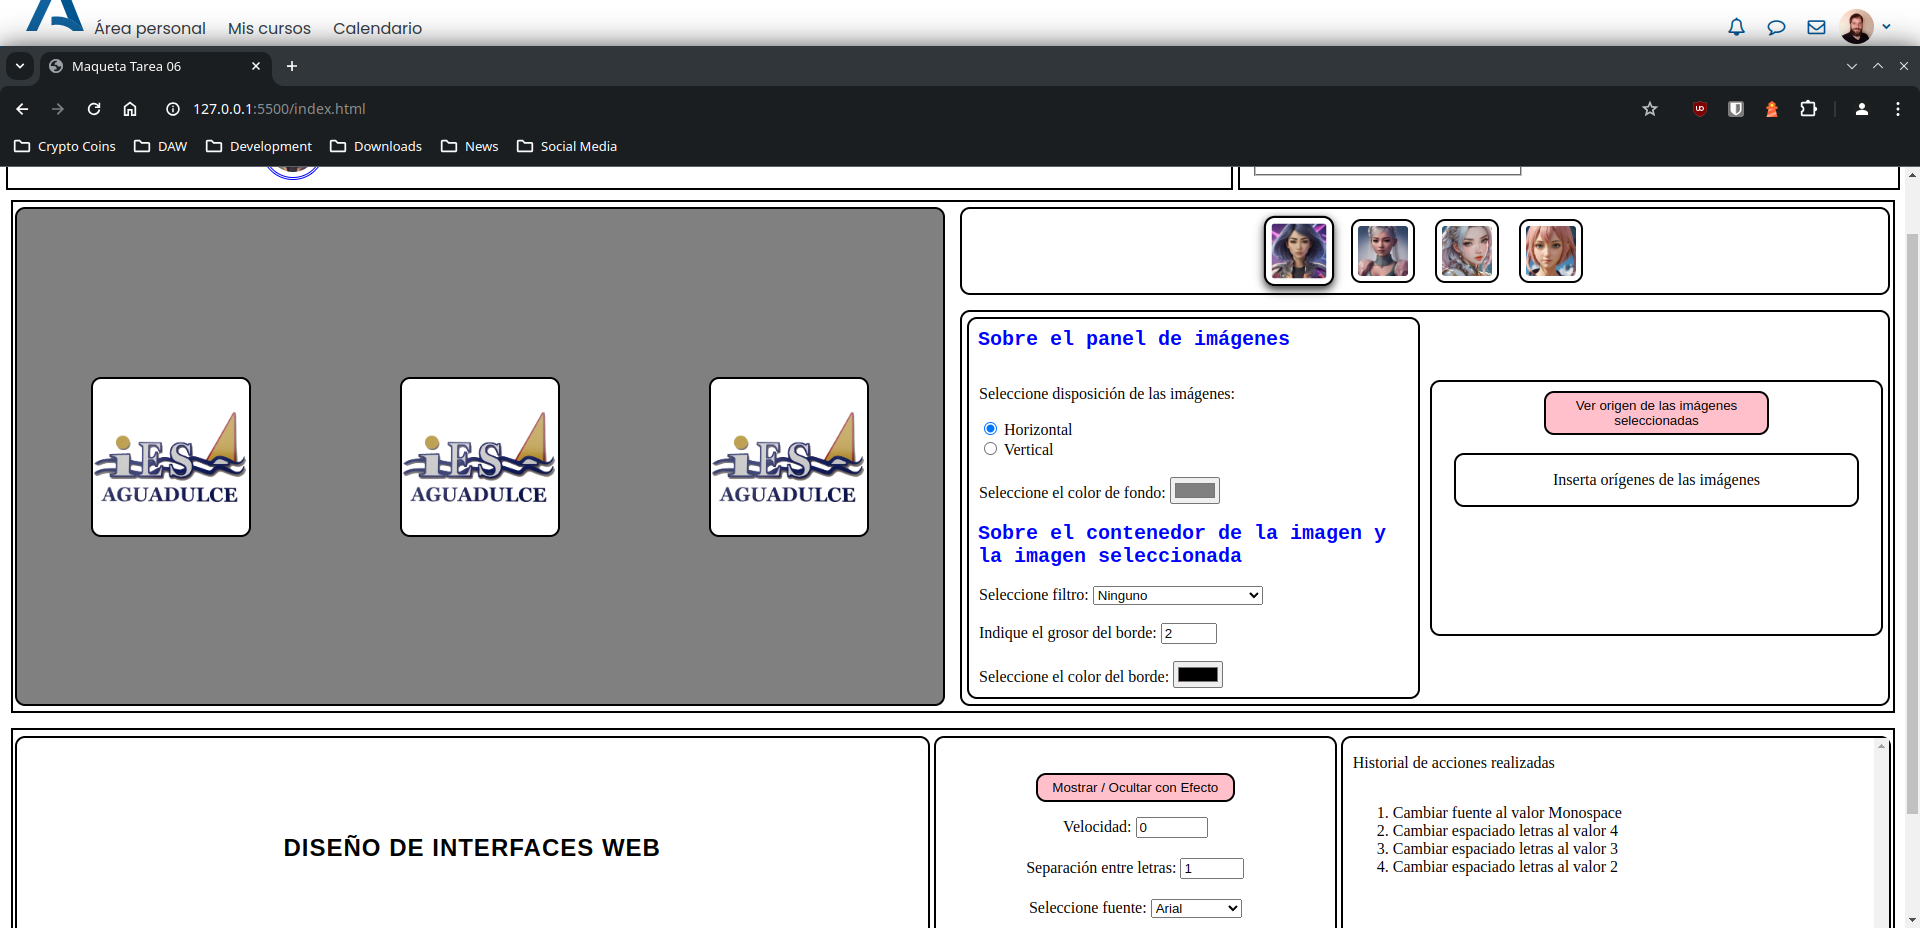 Área personal Mis cursos Calendario
Maqueta Tarea 06
127.0.0.1:5500/index.html
Crypto Coins DAW Development Downloads News Social Media
Sobre el panel de imágenes
Seleccione disposición de las imágenes:
Horizontal
Vertical
Seleccione el color de fondo:
Sobre el contenedor de la imagen y
la imagen seleccionada
Seleccione filtro: Ninguno
Indique el grosor del borde: 2
Seleccione el color del borde:
Ver origen de las imágenes
seleccionadas
Inserta orígenes de las imágenes
iES
AGUADULCE
iES
AGUADULCE
iES
AGUADULCE
DISEÑO DE INTERFACES WEB
Mostrar / Ocultar con Efecto
Velocidad: 0
Separación entre letras: 1
Seleccione fuente: Arial
Historial de acciones realizadas
1. Cambiar fuente al valor Monospace
2. Cambiar espaciado letras al valor 4
3. Cambiar espaciado letras al valor 3
4. Cambiar espaciado letras al valor 2